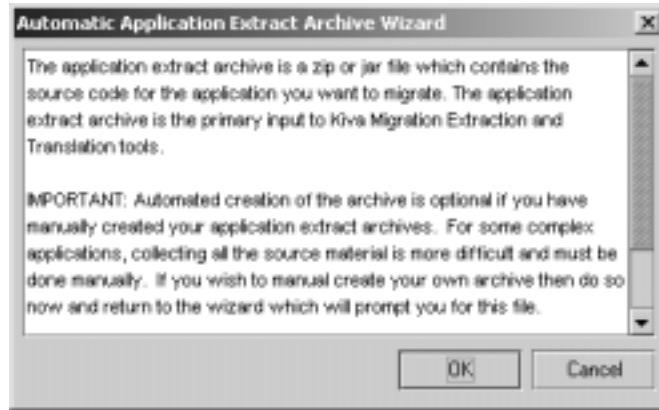 Automatic Application Extract Archive Wizard
The application extract archive is a zip or jar file which contains the
source code for the application you want to migrate. The application
extract archive is the primary input to Kiva Migration Extraction and
Translation tools.
IMPORTANT: Automated creation of the archive is optional if you have
manually created your application extract archives. For some complex
applications, collecting all the source material is more difficult and must be
done manually. If you wish to manual create your own archive then do so
now and return to the wizard which will prompt you for this file.
OK Cancel